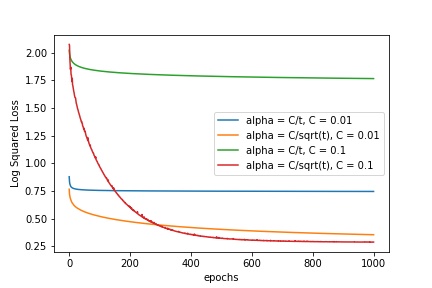 2.00
1.75
1.50
1.25
1.00
0.75
0.50
0.25
Log Squared Loss
alpha = C/t, C = 0.01
alpha = C/sqrt(t), C = 0.01
alpha = C/t, C = 0.1
alpha = C/sqrt(t), C = 0.1
0 200 400 600 800 1000
epochs